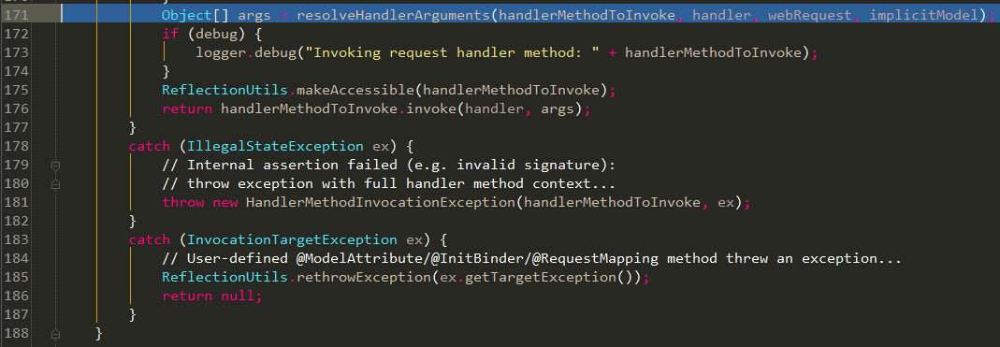 171 Object[] args = resolveHandlerArguments(handlerMethodToInvoke, handler, webRequest, implicitModel);
172 if (debug) {
173 logger.debug("Invoking request handler method: " + handlerMethodToInvoke);
174 }
175 ReflectionUtils.makeAccessible(handlerMethodToInvoke);
176 return handlerMethodToInvoke.invoke(handler, args);
177 }
178 catch (IllegalStateException ex) {
179 // Internal assertion failed (e.g. invalid signature):
180 // throw exception with full handler method context...
181 throw new HandlerMethodInvocationException(handlerMethodToInvoke, ex);
182 }
183 catch (InvocationTargetException ex) {
184 // User-defined @ModelAttribute/@InitBinder/@RequestMapping method threw an exception...
185 ReflectionUtils.rethrowException(ex.getTargetException());
186 return null;
187 }
188 }